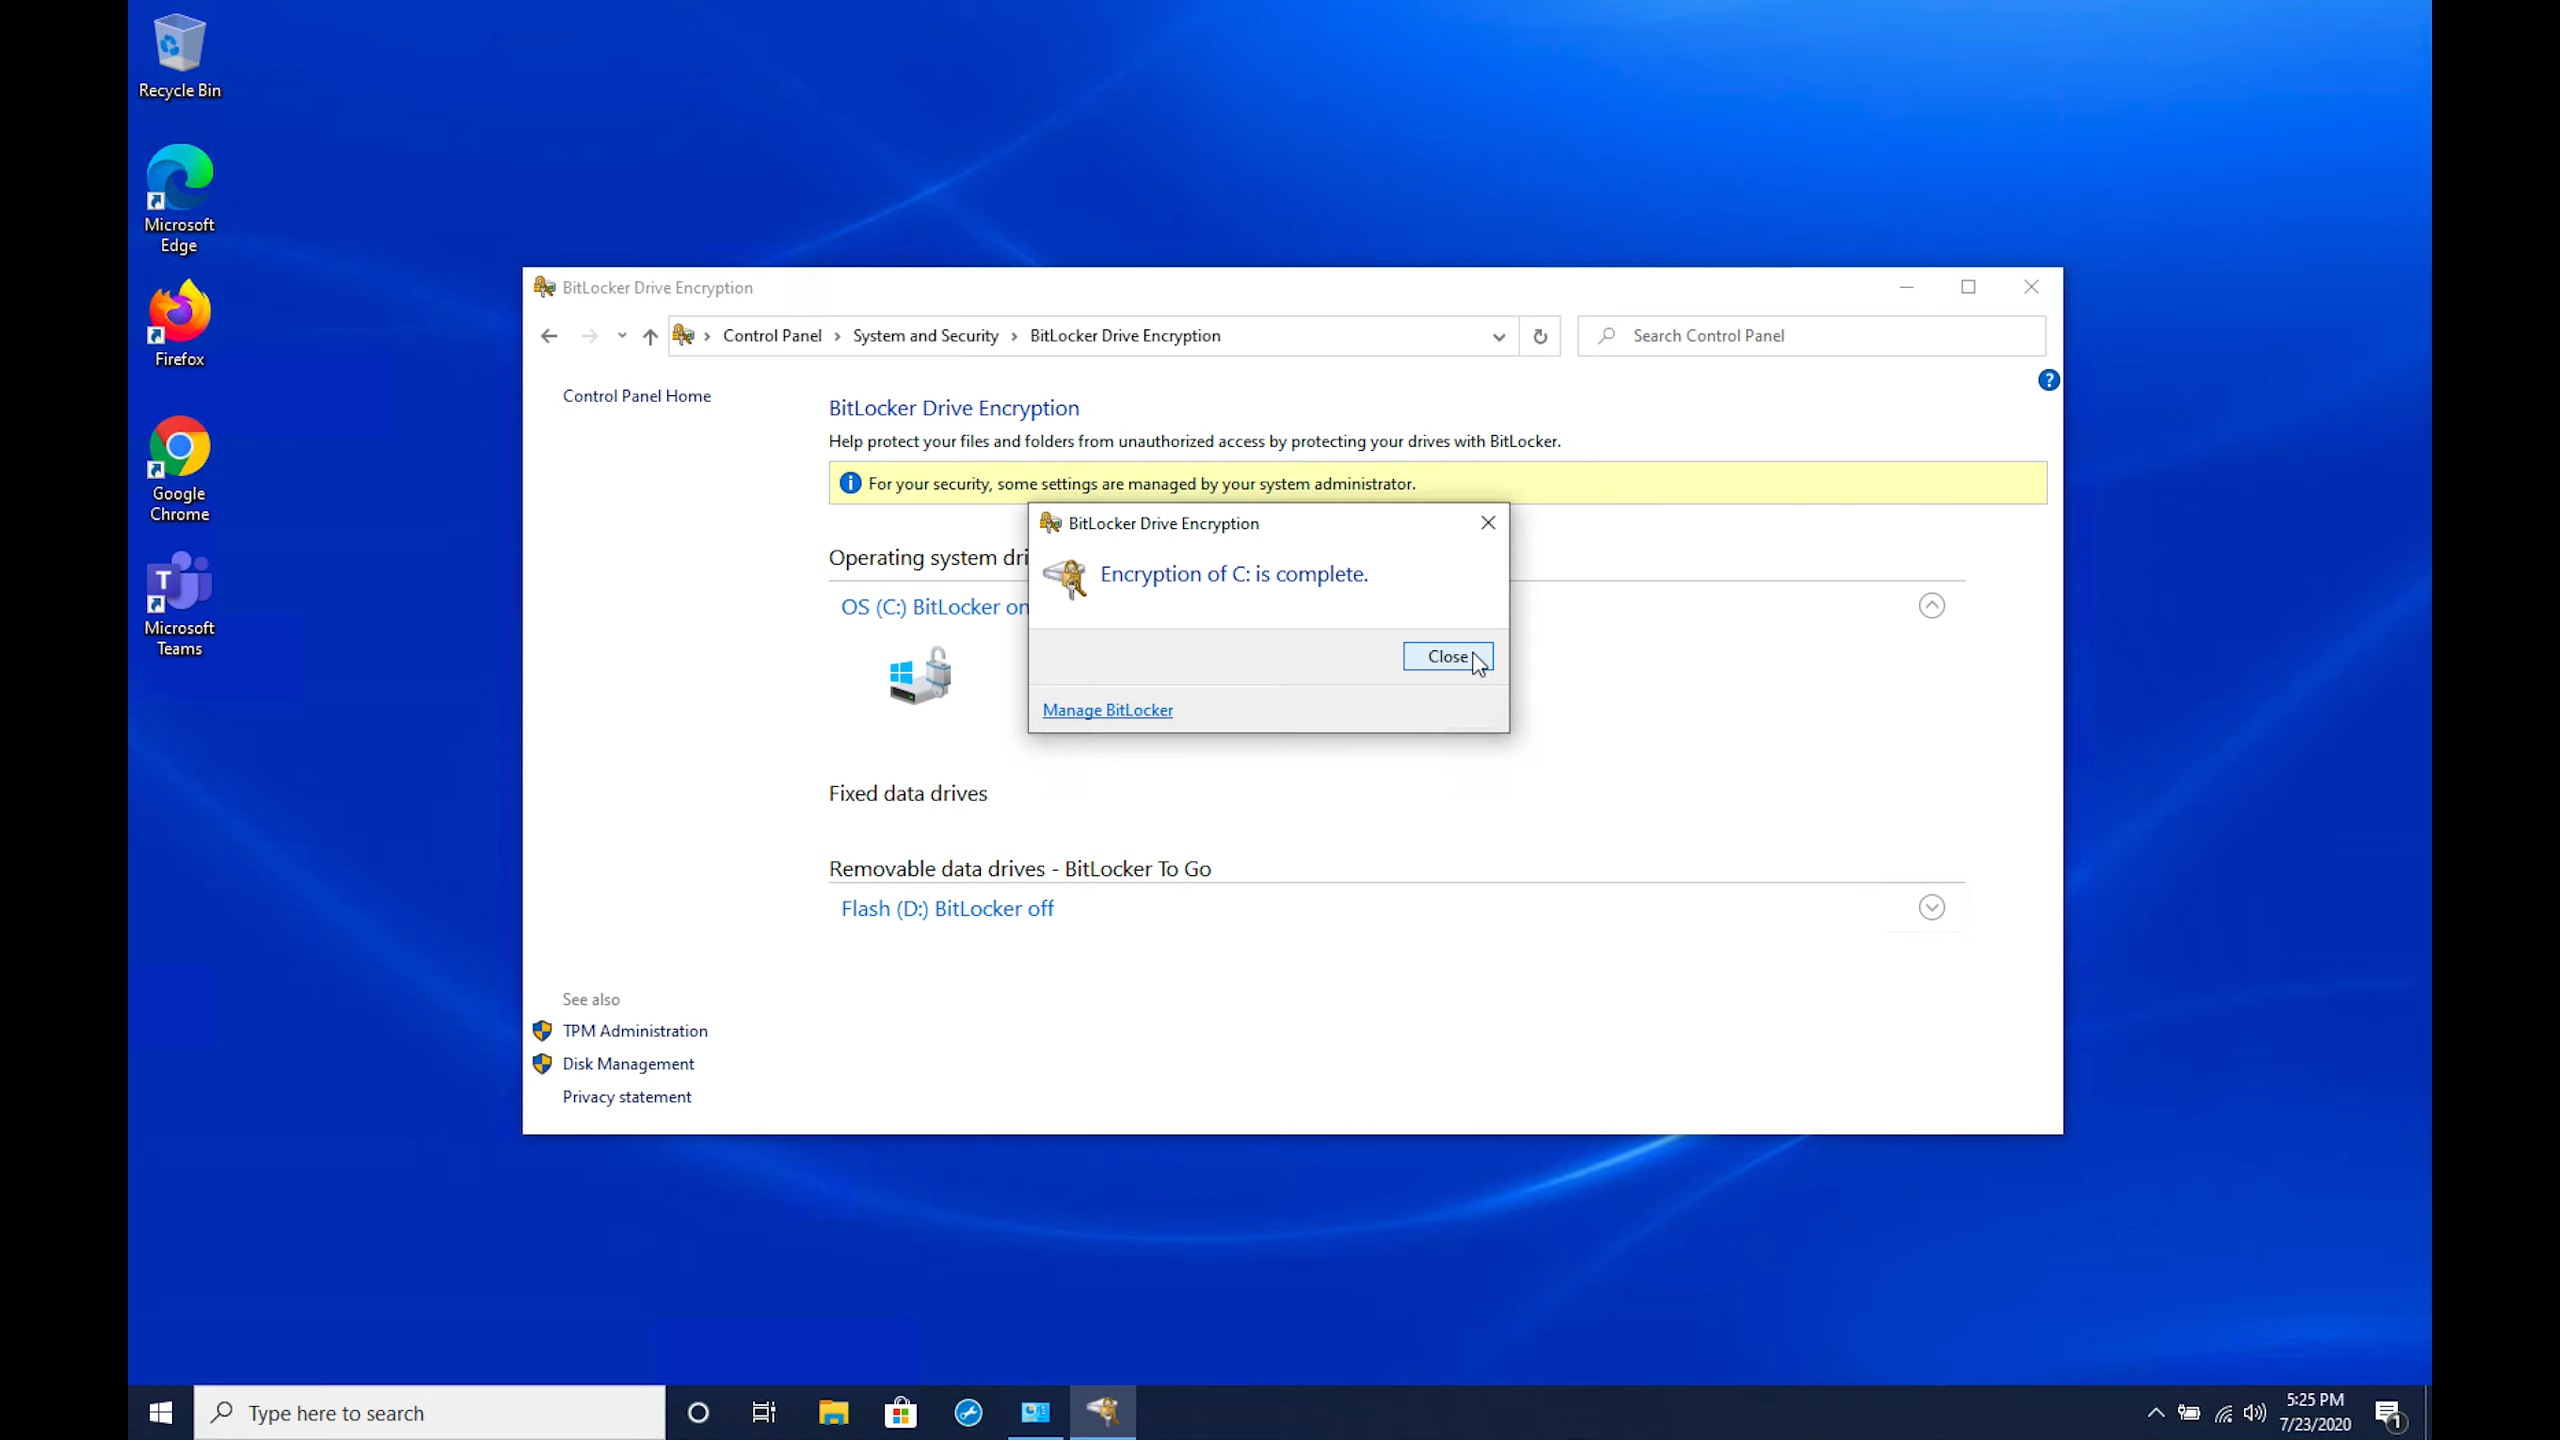 Recycle Bin
Microsoft
Edge
Firefox
Google
Chrome
Microsoft
Teams
BitLocker Drive Encryption
Control Panel
System and Security
BitLocker Drive Encryption
Search Control Panel
Control Panel Home
BitLocker Drive Encryption
Help protect your files and folders from unauthorized access by protecting your drives with BitLocker.
For your security, some settings are managed by your system administrator.
Operating system dri
OS (C:) BitLocker on
BitLocker Drive Encryption
Encryption of C: is complete.
Close
Manage BitLocker
Fixed data drives
Removable data drives - BitLocker To Go
Flash (D:) BitLocker off
See also
TPM Administration
Disk Management
Privacy statement
Type here to search
5:25 PM
7/23/2020
1